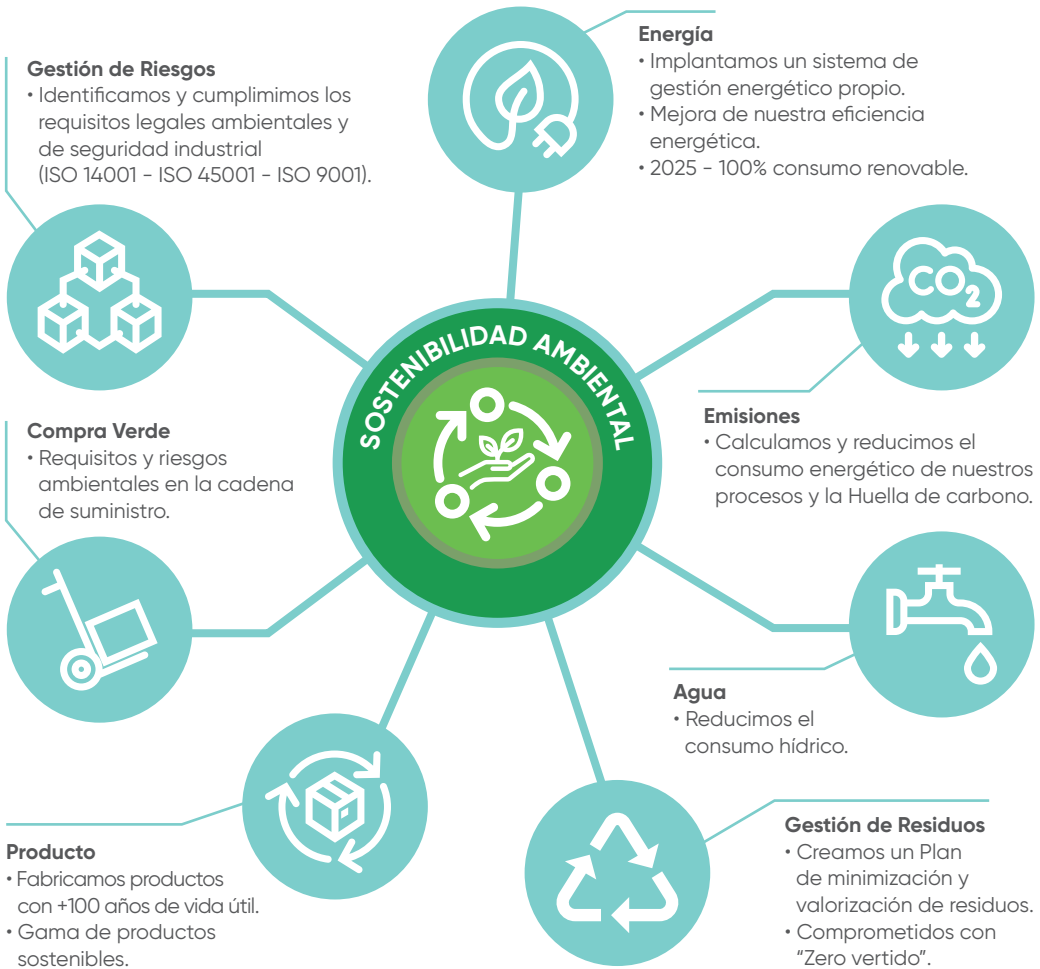 Gestión de Riesgos
• Identificamos y cumplimimos los
requisitos legales ambientales y
de seguridad industrial
(ISO 14001 - ISO 45001 - ISO 9001).
Energía
• Implantamos un sistema de
gestión energético propio.
• Mejora de nuestra eficiencia
energética.
• 2025 - 100% consumo renovable.
CO2
SOSTENIBILIDAD AMBIENTAL
Compra Verde
• Requisitos y riesgos
ambientales en la cadena
de suministro.
Emisiones
• Calculamos y reducimos el
consumo energético de nuestros
procesos y la Huella de carbono.
Agua
• Reducimos el
consumo hídrico.
Producto
• Fabricamos productos
con +100 años de vida útil.
• Gama de productos
sostenibles.
Gestión de Residuos
• Creamos un Plan
de minimización y
valorización de residuos.
• Comprometidos con
“Zero vertido”.